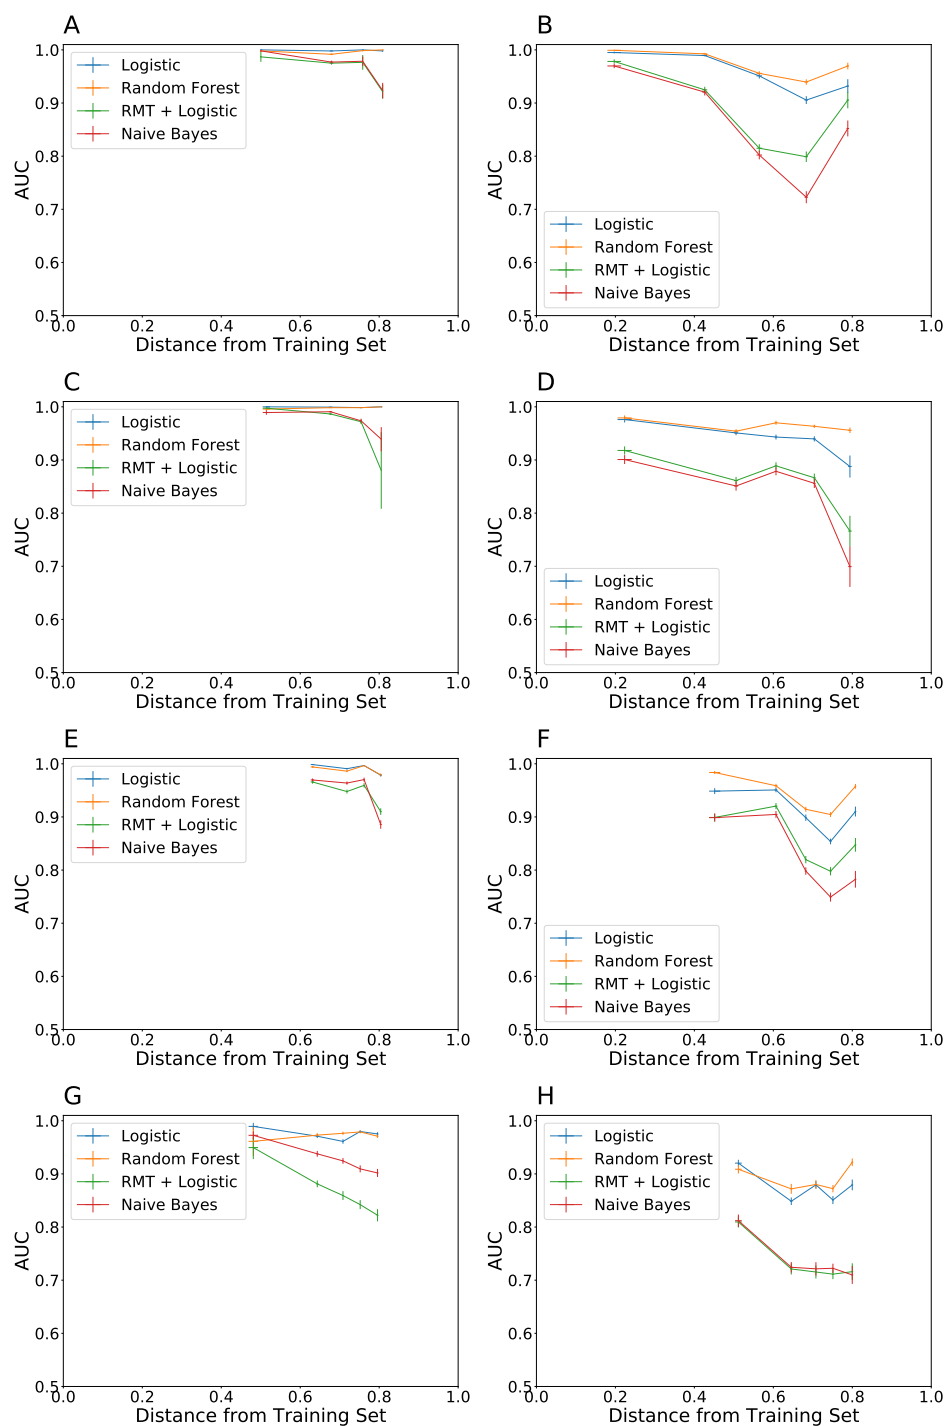 A
1.0
0.9
0.8
0.7
0.6
0.5
AUC
Logistic
Random Forest
RMT + Logistic
Naive Bayes
0.0 0.2 0.4 0.6 0.8 1.0
Distance from Training Set
B
1.0
0.9
0.8
0.7
0.6
0.5
AUC
Logistic
Random Forest
RMT + Logistic
Naive Bayes
0.0 0.2 0.4 0.6 0.8 1.0
Distance from Training Set
C
1.0
0.9
0.8
0.7
0.6
0.5
AUC
Logistic
Random Forest
RMT + Logistic
Naive Bayes
0.0 0.2 0.4 0.6 0.8 1.0
Distance from Training Set
D
1.0
0.9
0.8
0.7
0.6
0.5
AUC
Logistic
Random Forest
RMT + Logistic
Naive Bayes
0.0 0.2 0.4 0.6 0.8 1.0
Distance from Training Set
E
1.0
0.9
0.8
0.7
0.6
0.5
AUC
Logistic
Random Forest
RMT + Logistic
Naive Bayes
0.0 0.2 0.4 0.6 0.8 1.0
Distance from Training Set
F
1.0
0.9
0.8
0.7
0.6
0.5
AUC
Logistic
Random Forest
RMT + Logistic
Naive Bayes
0.0 0.2 0.4 0.6 0.8 1.0
Distance from Training Set
G
1.0
0.9
0.8
0.7
0.6
0.5
AUC
Logistic
Random Forest
RMT + Logistic
Naive Bayes
0.0 0.2 0.4 0.6 0.8 1.0
Distance from Training Set
H
1.0
0.9
0.8
0.7
0.6
0.5
AUC
Logistic
Random Forest
RMT + Logistic
Naive Bayes
0.0 0.2 0.4 0.6 0.8 1.0
Distance from Training Set